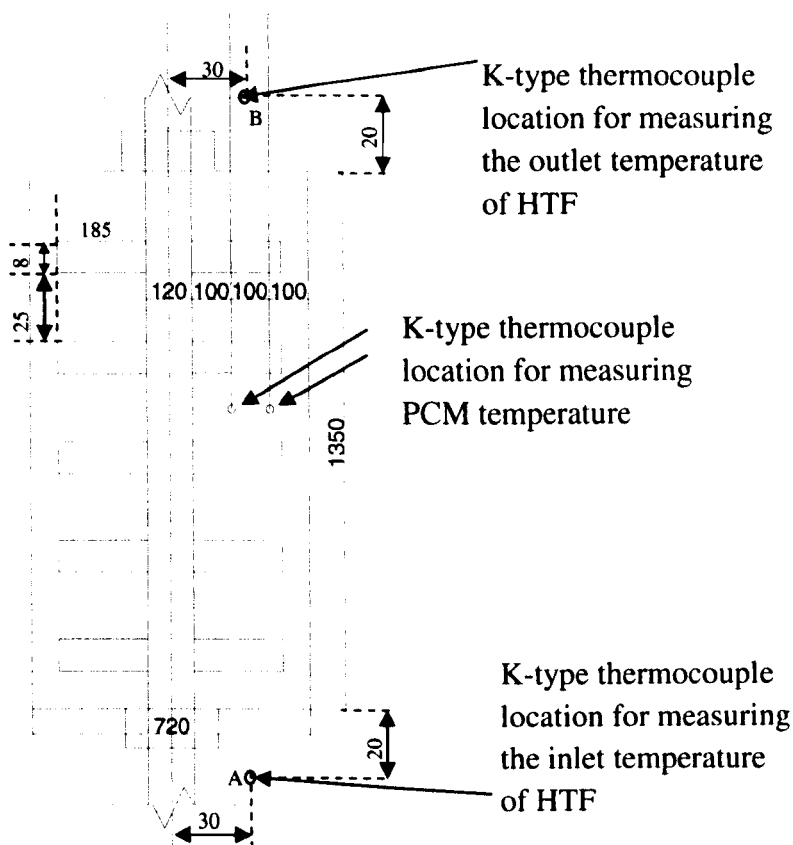 30
K-type thermocouple
location for measuring
the outlet temperature
of HTF
B
20
185
8
120 100 100 100
25
K-type thermocouple
location for measuring
PCM temperature
1350
K-type thermocouple
location for measuring
the inlet temperature
of HTF
720
20
A
30